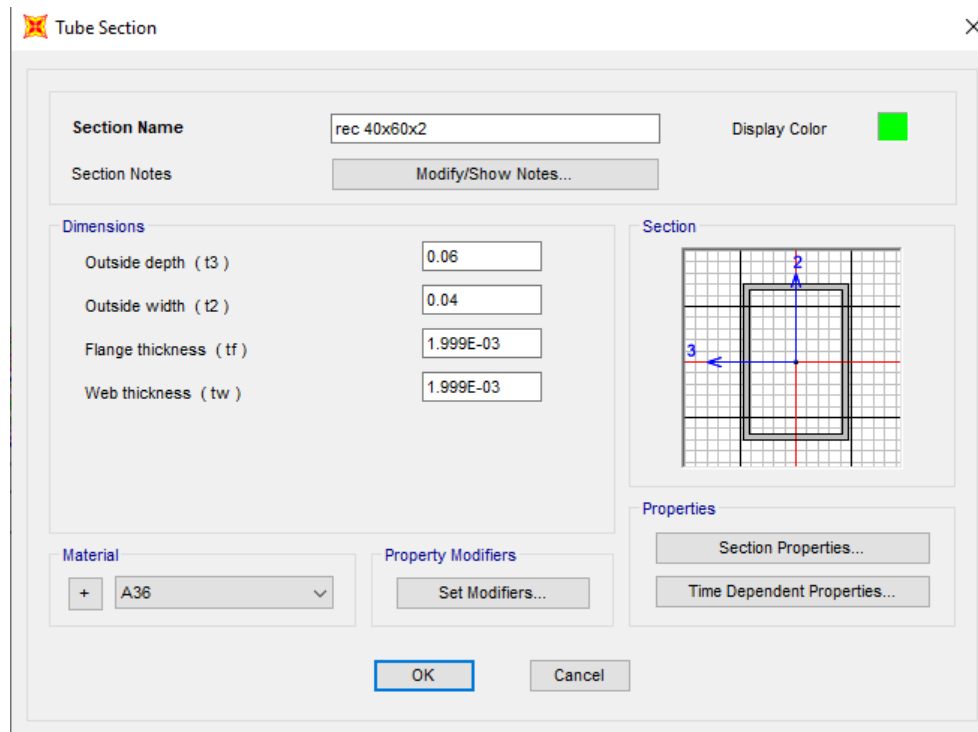 Tube Section
Section Name rec 40x60x2 Display Color
Section Notes Modify/Show Notes...
Dimensions
Outside depth ( t3 ) 0.06
Outside width ( t2 ) 0.04
Flange thickness ( tf ) 1.999E-03
Web thickness ( tw ) 1.999E-03
Section
2
3
Properties
Section Properties...
Time Dependent Properties...
Material
+ A36
Property Modifiers
Set Modifiers...
OK Cancel